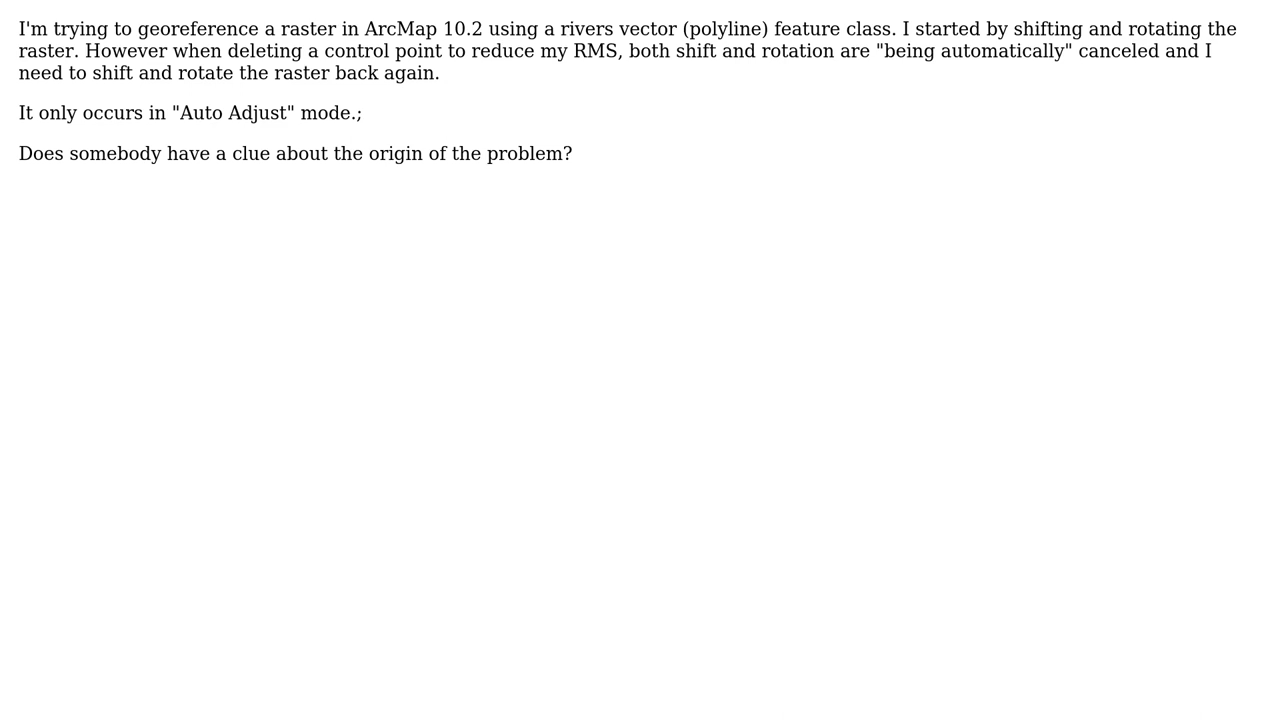 I'm trying to georeference a raster in ArcMap 10.2 using a rivers vector (polyline) feature class. I started by shifting and rotating the
raster. However when deleting a control point to reduce my RMS, both shift and rotation are "being automatically" canceled and I
need to shift and rotate the raster back again.
It only occurs in "Auto Adjust" mode.;
Does somebody have a clue about the origin of the problem?